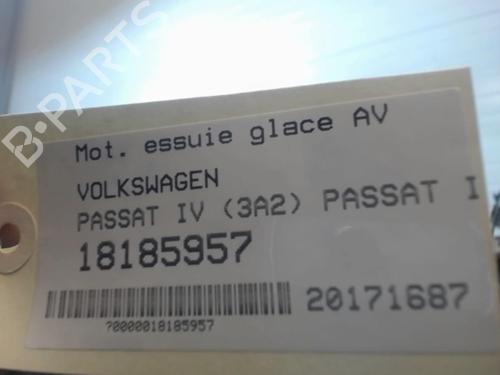 B-PARTS
Mot. essuie glace AV
VOLKSWAGEN
PASSAT IV (3A2) PASSAT I
18185957
20171687
70000018185957